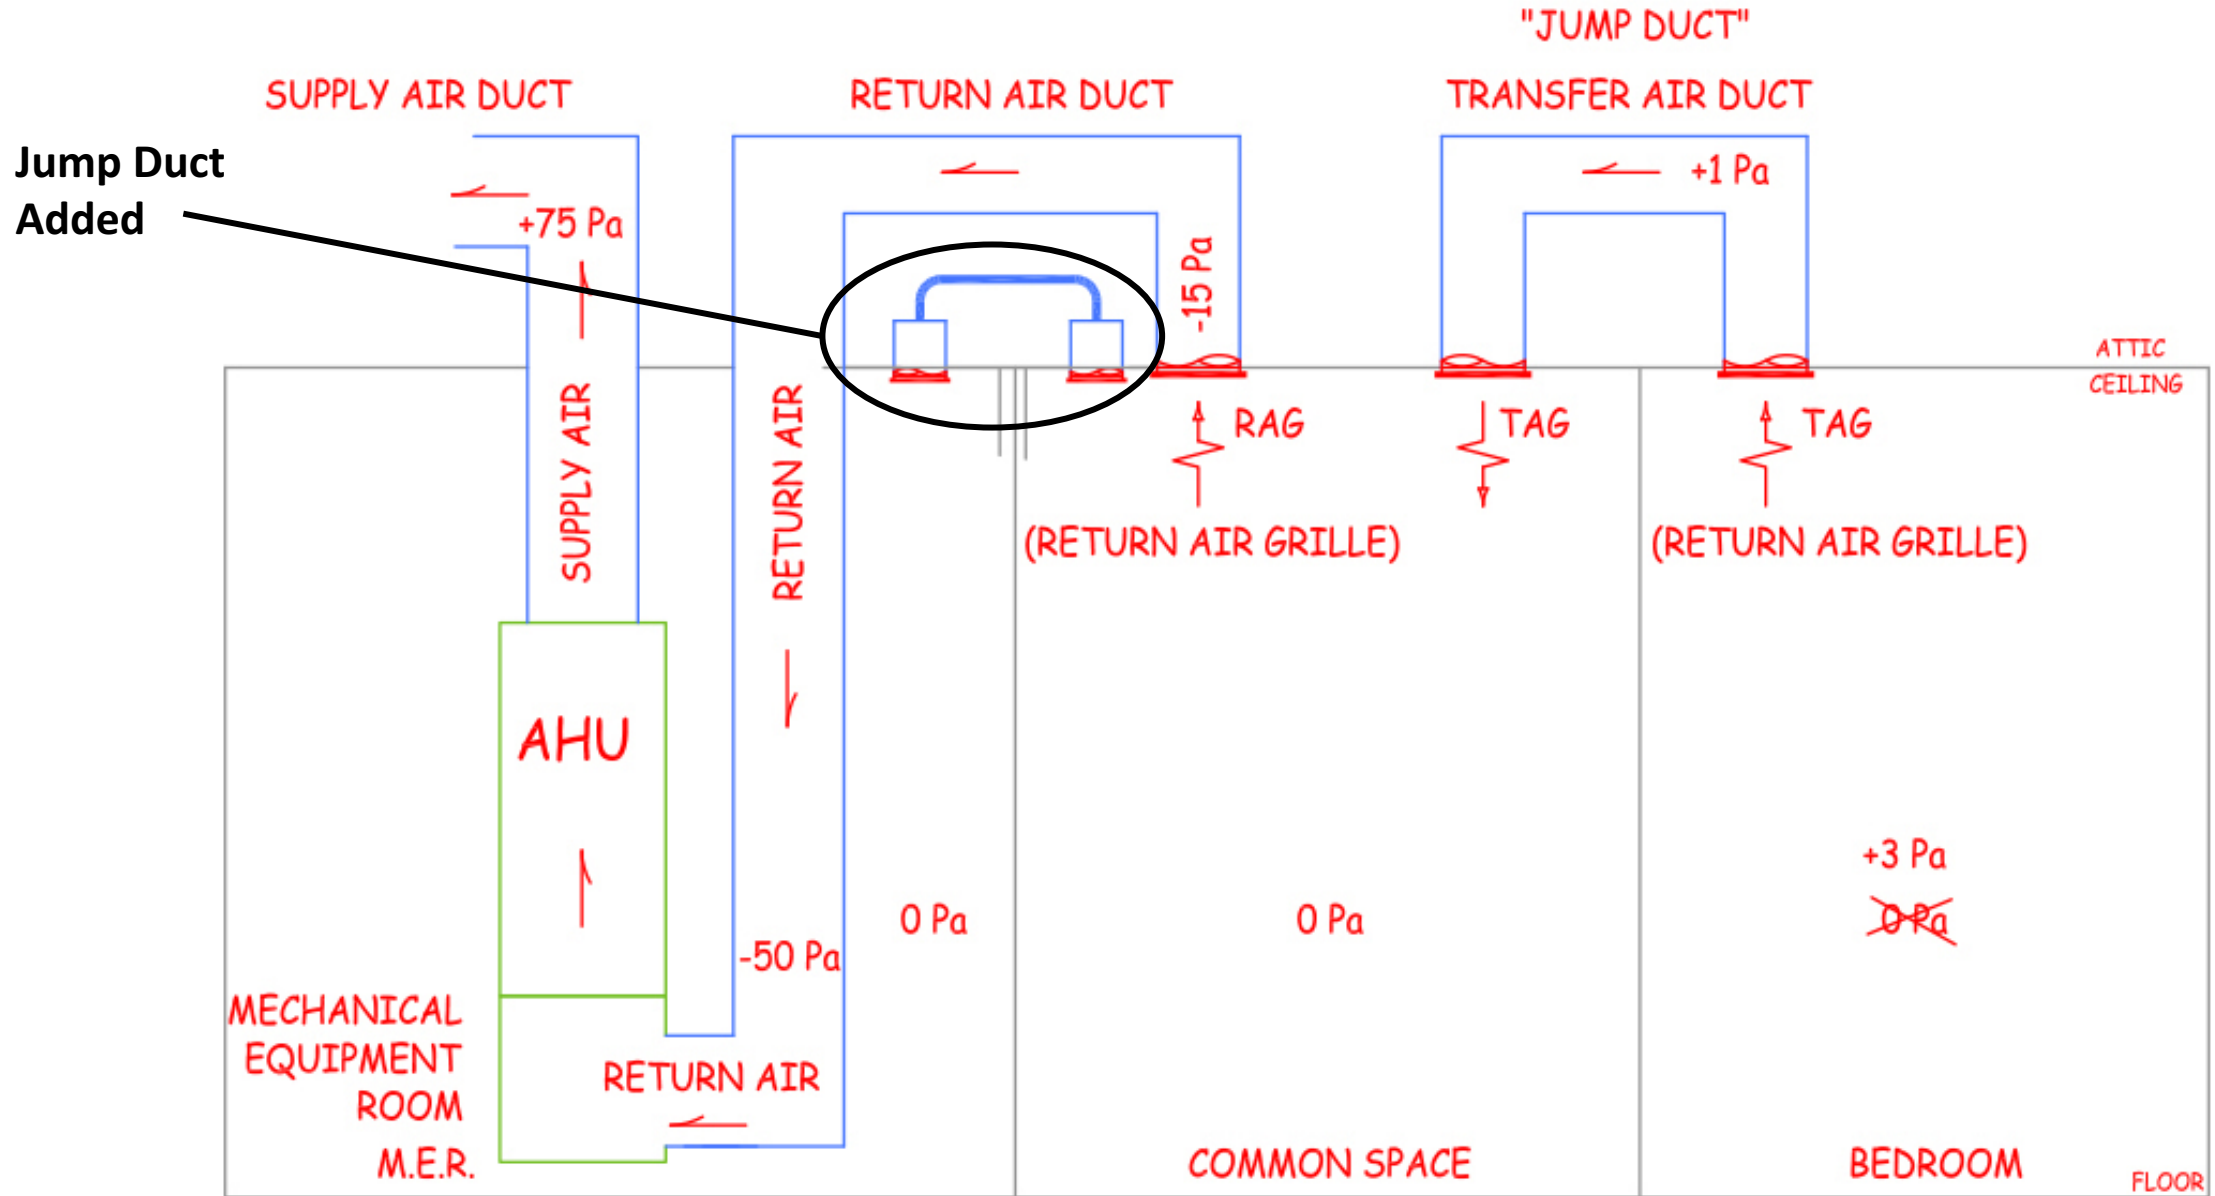 "JUMP DUCT"
SUPPLY AIR DUCT
RETURN AIR DUCT
TRANSFER AIR DUCT
Jump Duct
Added
+75 Pa
+1 Pa
-15 Pa
ATTIC
CEILING
SUPPLY AIR
RETURN AIR
RAG
TAG
TAG
(RETURN AIR GRILLE)
(RETURN AIR GRILLE)
AHU
+3 Pa
0 Pa
0 Pa
0 Pa
-50 Pa
MECHANICAL
EQUIPMENT
ROOM
M.E.R.
RETURN AIR
COMMON SPACE
BEDROOM
FLOOR